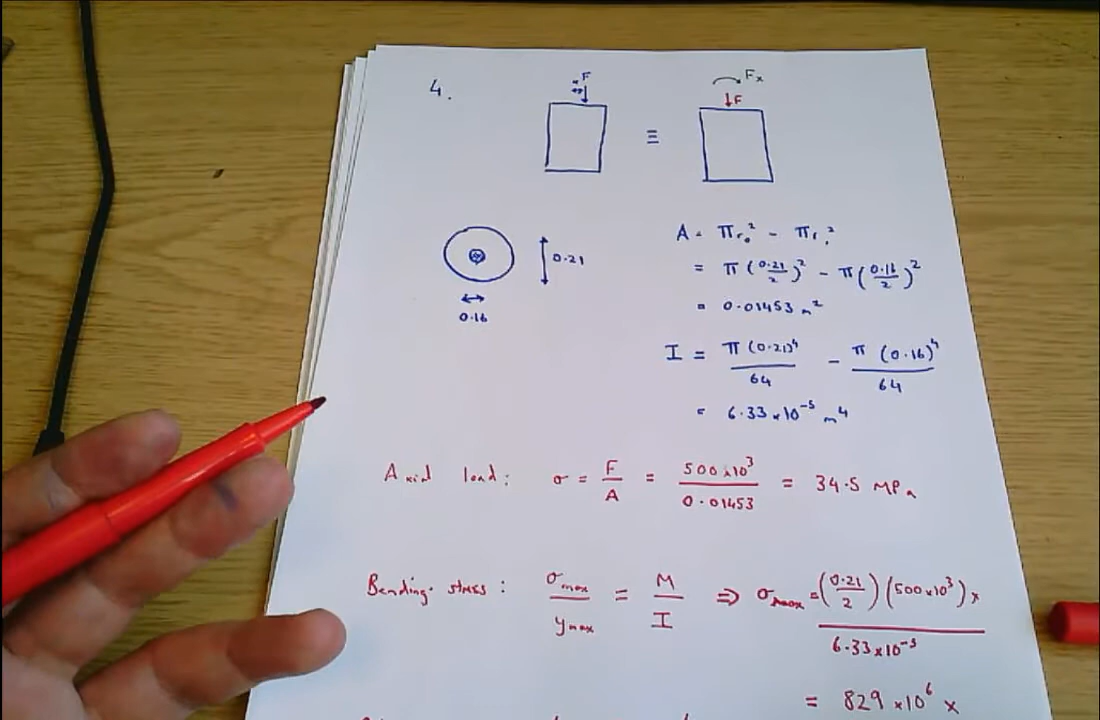 4.
F
≡
Fx
F
0.21
0.16
A = πr₀² - πrᵢ²
= π(0.21/2)² - π(0.16/2)²
= 0.01453 m²
I = π(0.21)⁴/64 - π(0.16)⁴/64
= 6.33×10⁻⁵ m⁴
Axial load: σ = F/A = 500×10³/0.01453 = 34.5 MPa
Bending stress: σmax/ymax = M/I ⇒ σmax = (0.21/2)(500×10³)x/6.33×10⁻⁵
= 829×10⁶ x